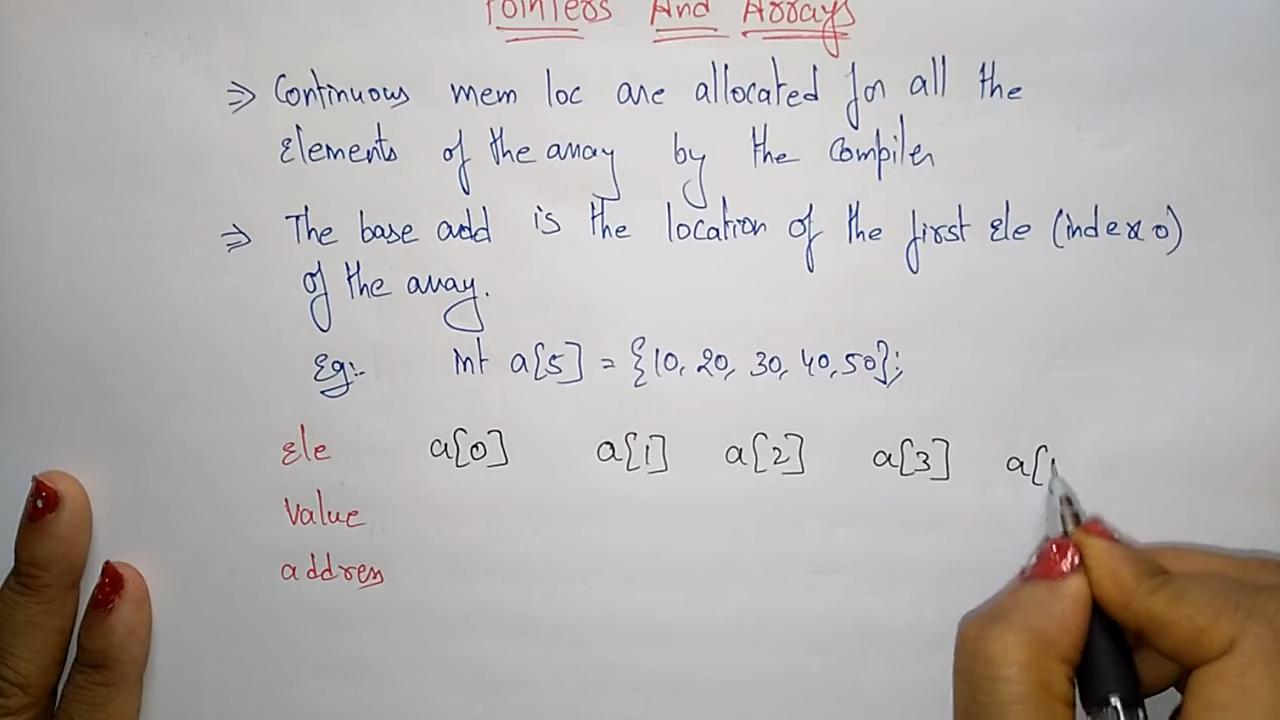 Pointers And Arrays
⇒ Continuous mem loc are allocated for all the
Elements of the array by the Compiler
⇒ The base add is the location of the first Ele (index 0)
of the array.
Eg:- int a[5] = {10, 20, 30, 40, 50};
Ele a[0] a[1] a[2] a[3] a[
Value
address